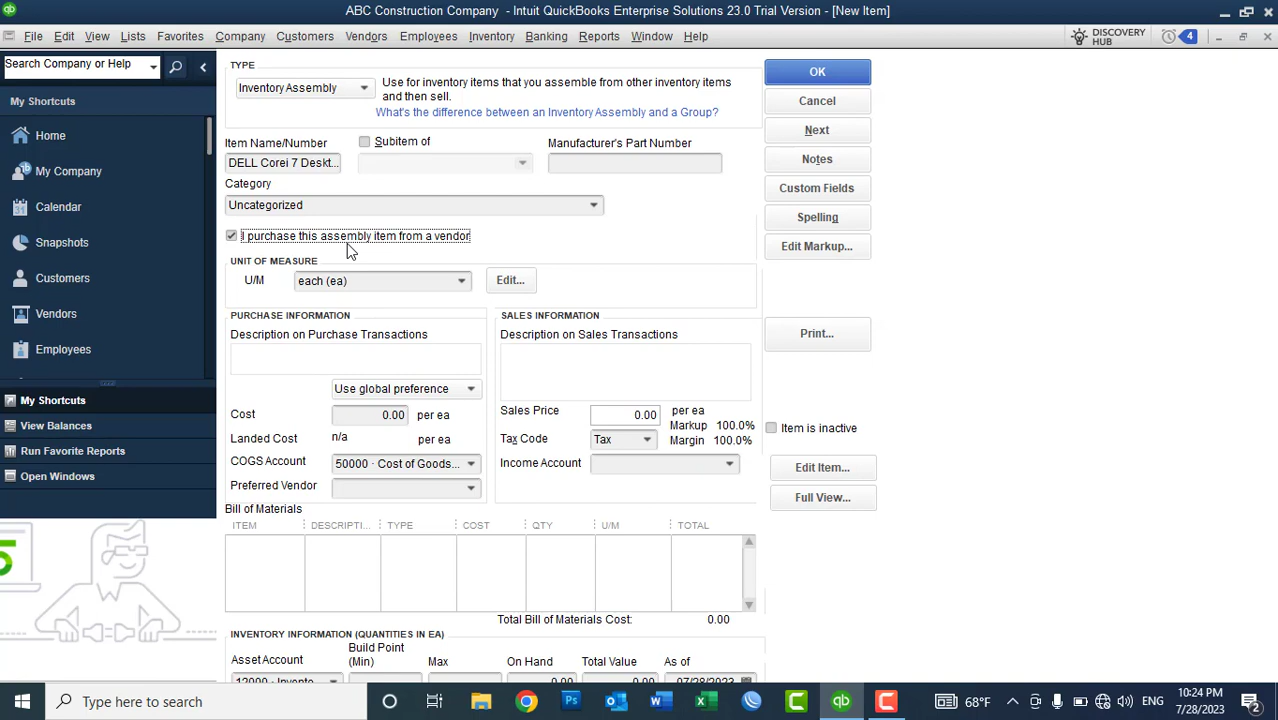 ABC Construction Company - Intuit QuickBooks Enterprise Solutions 23.0 Trial Version - [New Item]
File Edit View Lists Favorites Company Customers Vendors Employees Inventory Banking Reports Window Help DISCOVERY HUB 4
Search Company or Help
My Shortcuts
Home
My Company
Calendar
Snapshots
Customers
Vendors
Employees
My Shortcuts
View Balances
Run Favorite Reports
Open Windows
TYPE
Inventory Assembly
Use for inventory items that you assemble from other inventory items
and then sell.
What's the difference between an Inventory Assembly and a Group?
Item Name/Number Subitem of Manufacturer's Part Number
DELL Corei 7 Deskt...
Category
Uncategorized
I purchase this assembly item from a vendor
UNIT OF MEASURE
U/M each (ea) Edit...
PURCHASE INFORMATION
Description on Purchase Transactions
Use global preference
Cost 0.00 per ea
Landed Cost n/a per ea
COGS Account 50000 · Cost of Goods...
Preferred Vendor
SALES INFORMATION
Description on Sales Transactions
Sales Price 0.00 per ea
Markup 100.0%
Tax Code Tax Margin 100.0%
Income Account
Bill of Materials
ITEM DESCRIPTI... TYPE COST QTY U/M TOTAL
Total Bill of Materials Cost: 0.00
INVENTORY INFORMATION (QUANTITIES IN EA)
Asset Account Build Point (Min) Max On Hand Total Value As of
12000 · Invento... 0.00 0.00 07/28/2023
OK
Cancel
Next
Notes
Custom Fields
Spelling
Edit Markup...
Print...
Item is inactive
Edit Item...
Full View...
Type here to search
68°F ENG 10:24 PM
7/28/2023 2